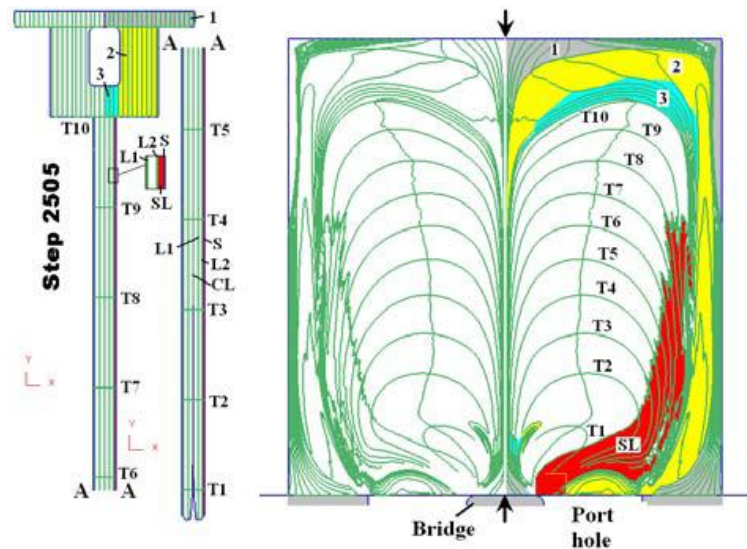 1
A A
2
3
T10
L1 L2 S
SL
T9
T8
T7
T6
A A
Step 2505
Y
X
Y
X
T5
T4
L1
S
L2
CL
T3
T2
T1
1
2
3
T10
T9
T8
T7
T6
T5
T4
T3
T2
T1
SL
Bridge
Port
hole